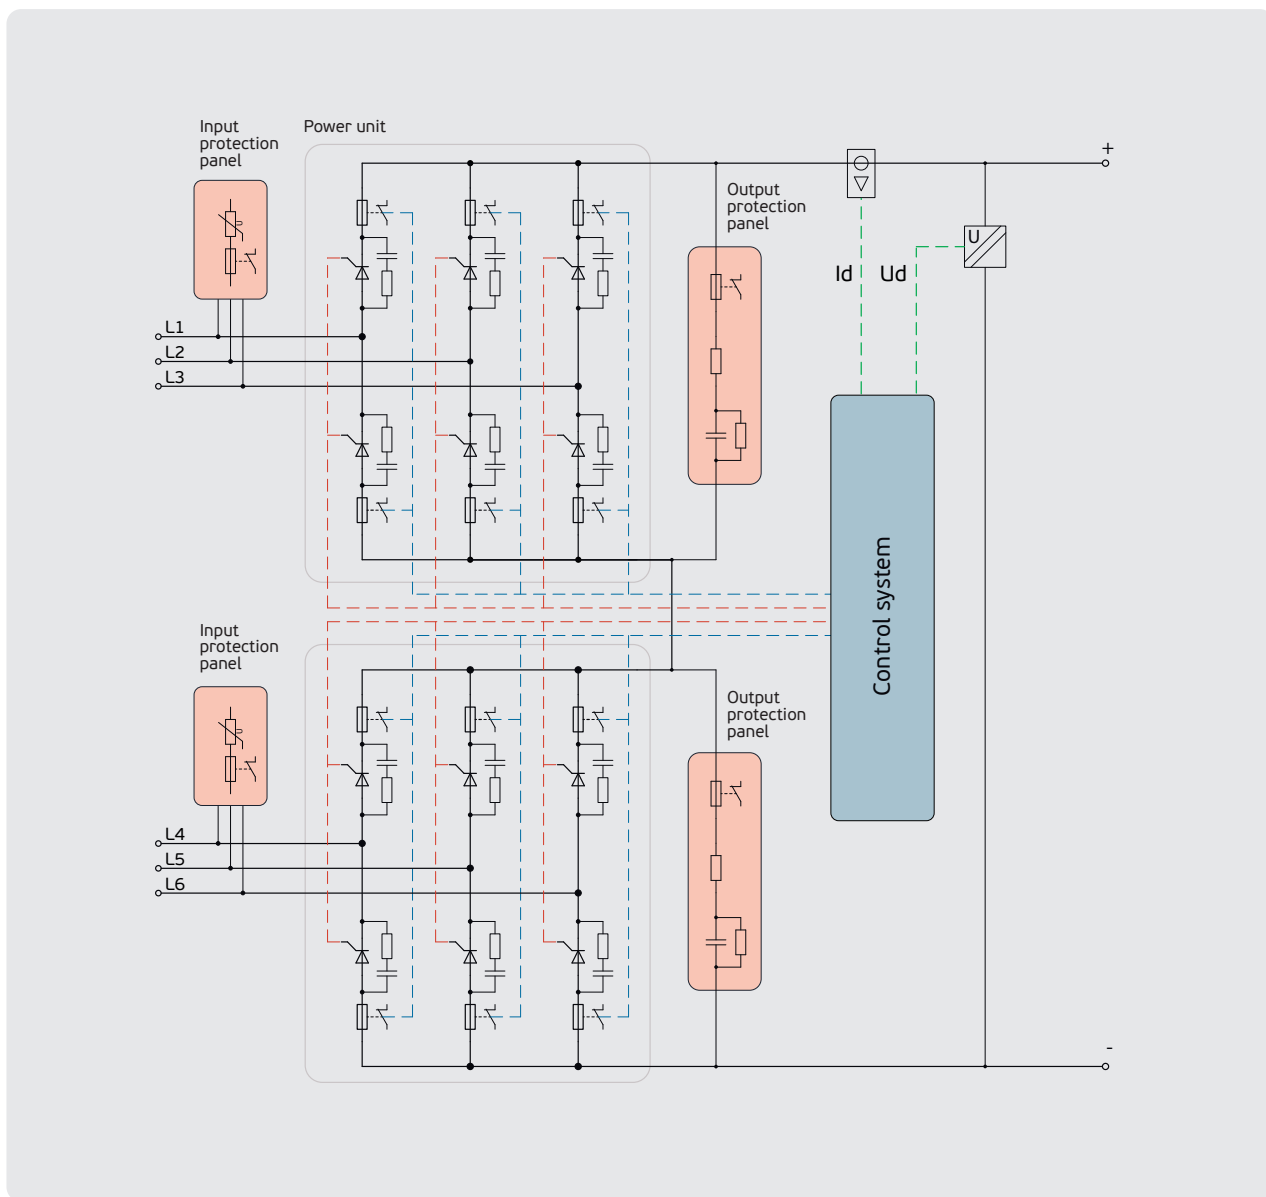 Input
protection
panel
Power unit
+
Output
protection
panel
U
Id
Ud
L1
L2
L3
Control system
Input
protection
panel
Output
protection
panel
L4
L5
L6
-